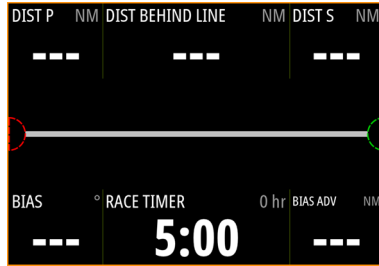 DIST P NM DIST BEHIND LINE NM DIST S NM
--- --- ---
BIAS ° RACE TIMER 0 hr BIAS ADV NM
--- 5:00 ---